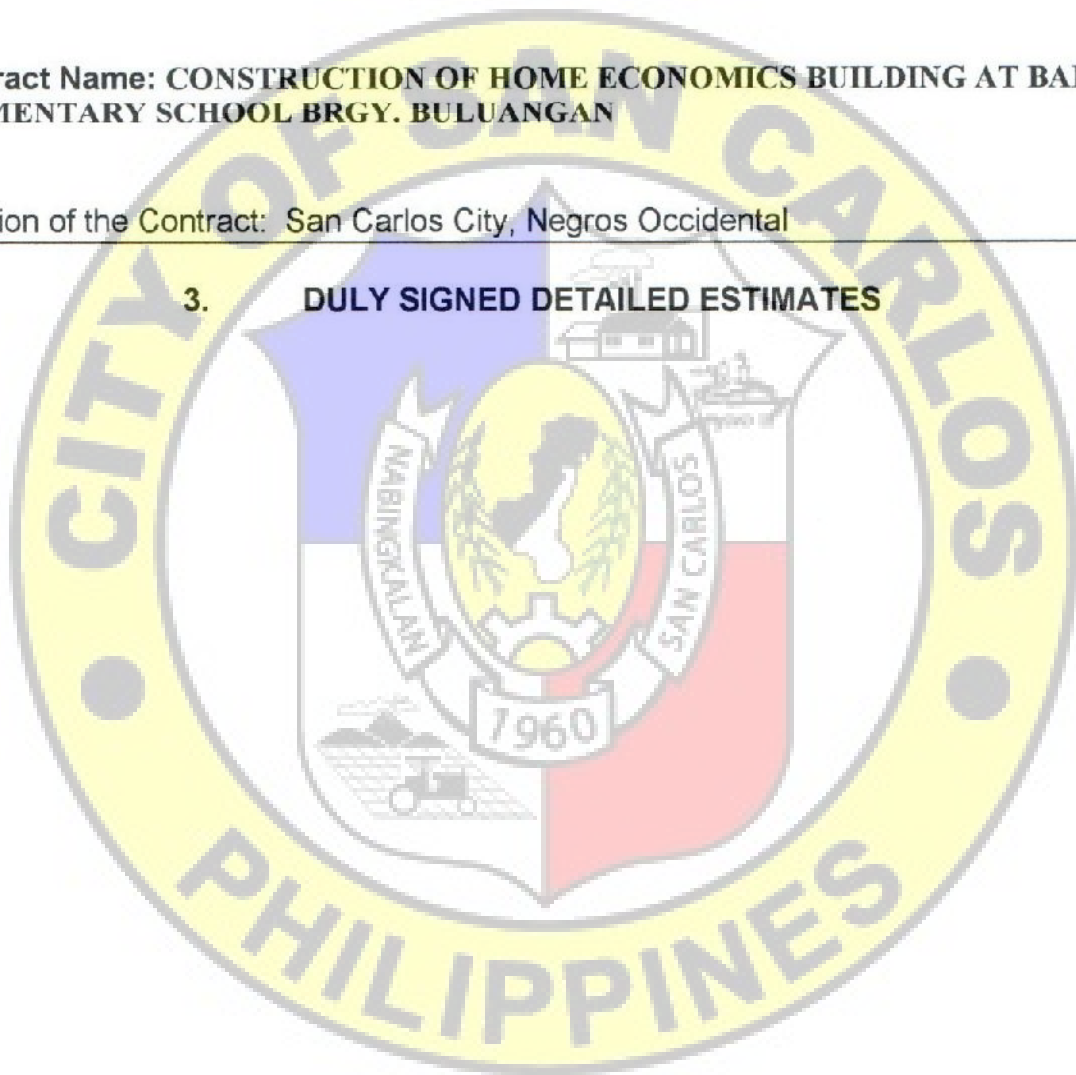 ract Name: CONSTRUCTION OF HOME ECONOMICS BUILDING AT BA
MENTARY SCHOOL BRGY. BULUANGAN
ion of the Contract: San Carlos City, Negros Occidental
3. DULY SIGNED DETAILED ESTIMATES
CITY OF SAN CARLOS
NABINGKALAN
SAN CARLOS
1960
PHILIPPINES